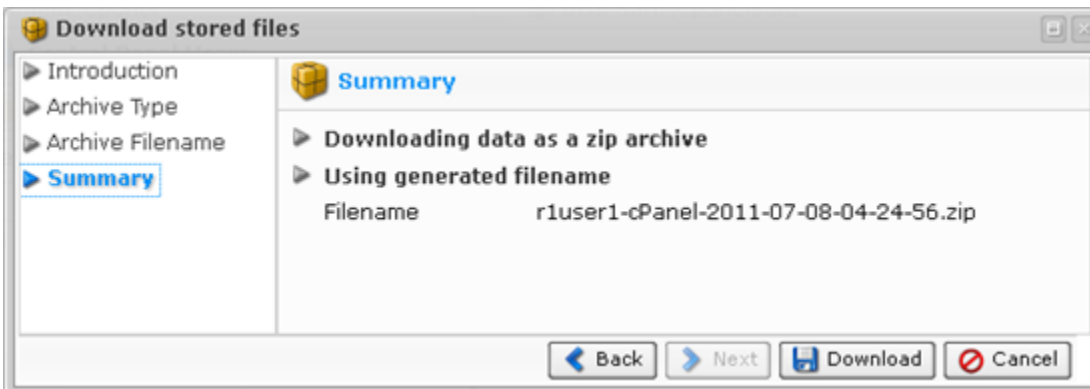 Download stored files
Introduction
Archive Type
Archive Filename
Summary
Summary
Downloading data as a zip archive
Using generated filename
Filename r1user1-cPanel-2011-07-08-04-24-56.zip
Back Next Download Cancel